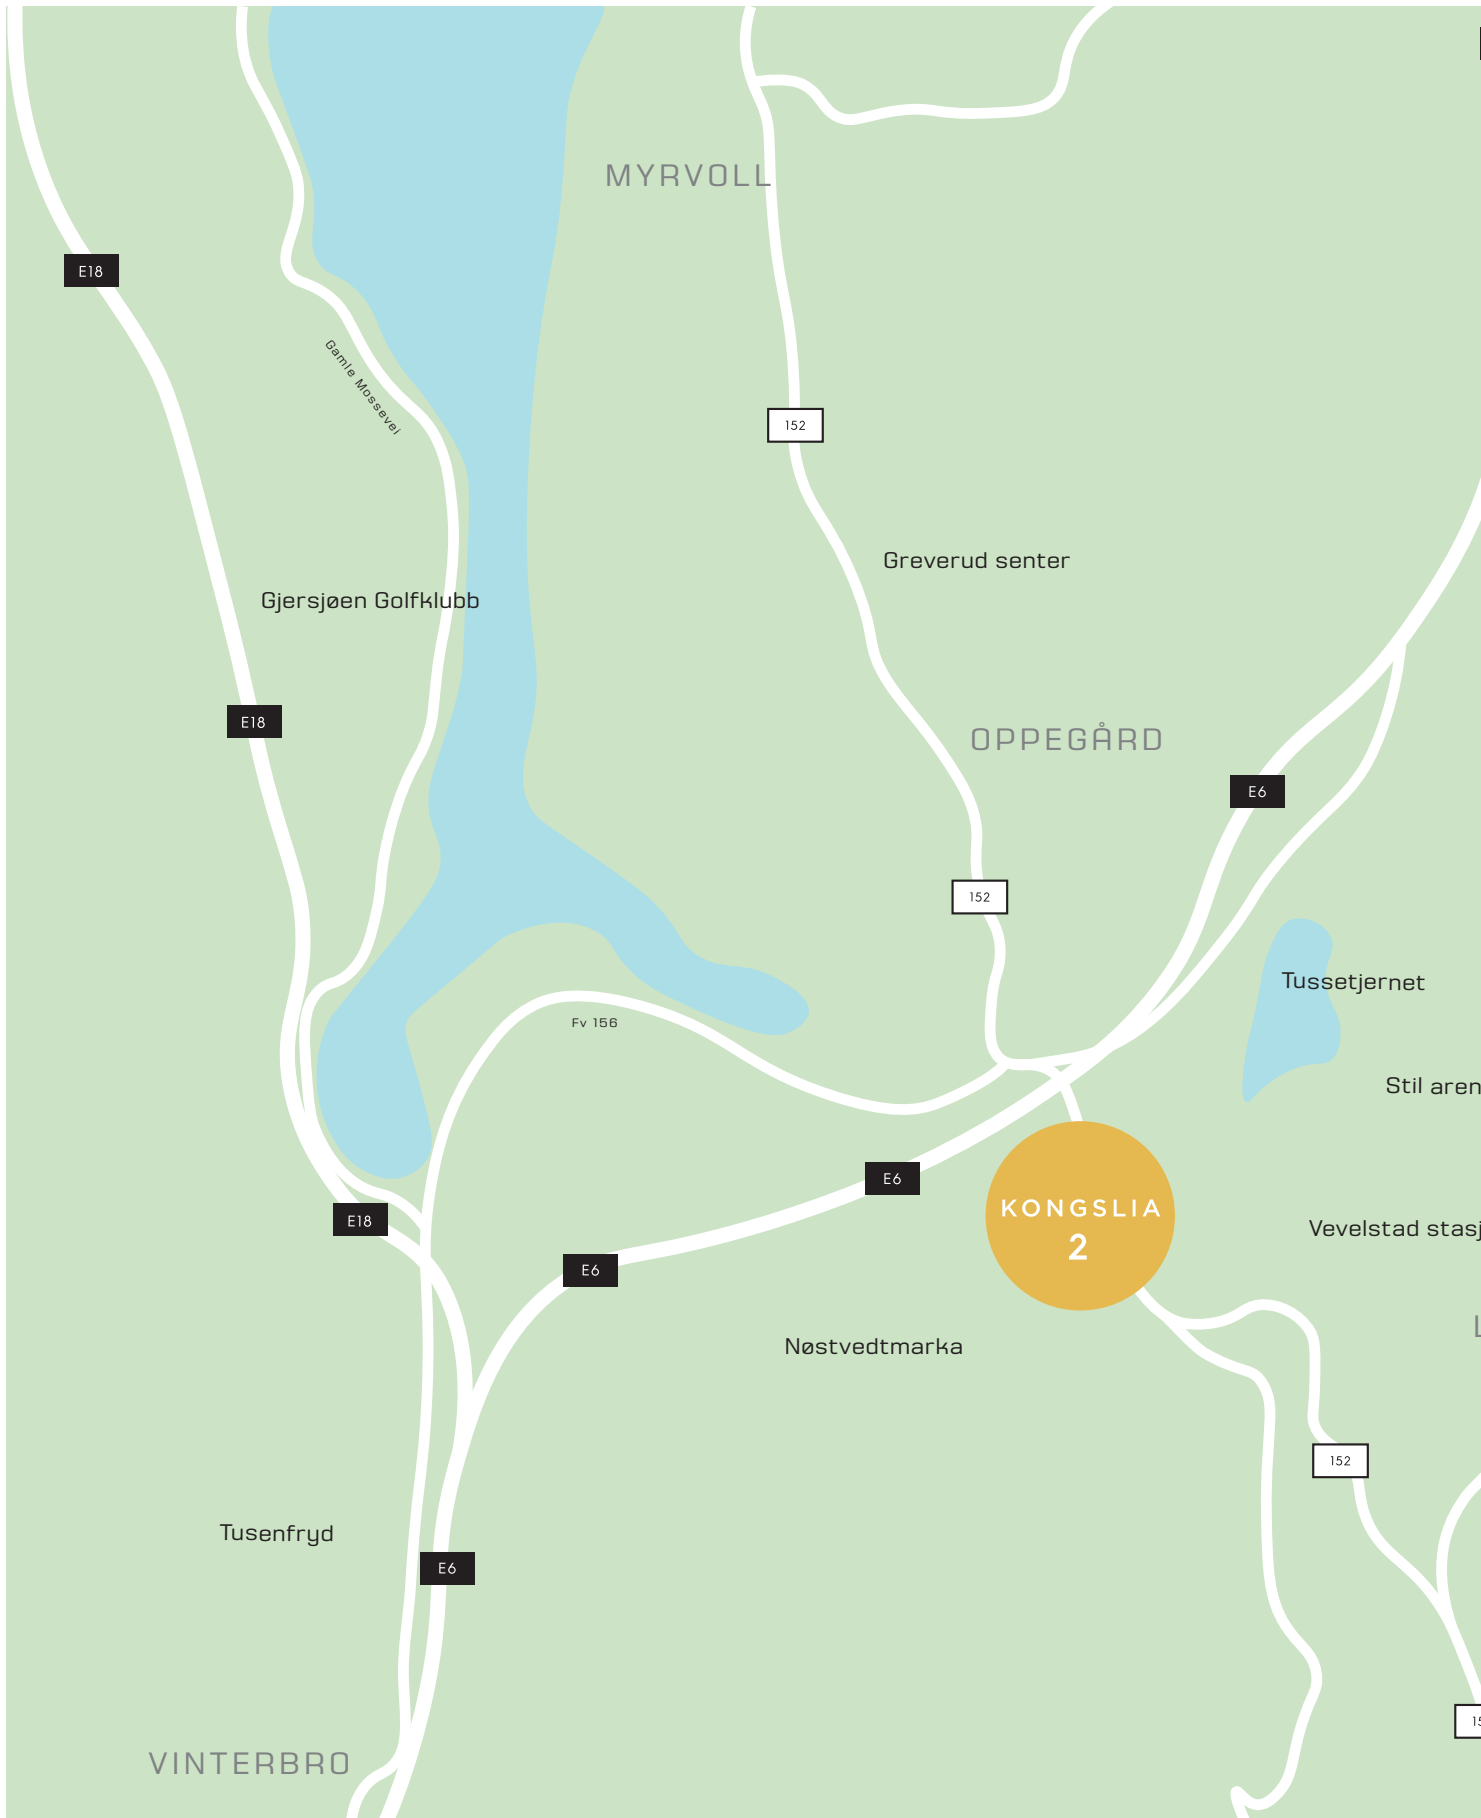 MYRVOLL
E18
Gamle Mossevei
152
Greverud senter
Gjersjøen Golfklubb
E18
OPPEGÅRD
E6
152
Tussetjernet
Fv 156
Stil aren
E6
E18
KONGSLIA
2
Vevelstad stasj
E6
Nøstvedtmarka
152
Tusenfryd
E6
15
VINTERBRO